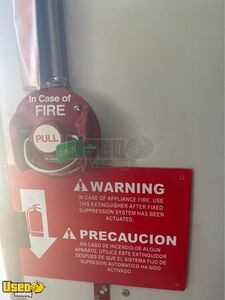 In Case of
FIRE
PULL
WARNING
IN CASE OF APPLIANCE FIRE, USE
THIS EXTINGUISHER AFTER FIXED
SUPPRESSION SYSTEM HAS BEEN
ACTUATED.
PRECAUCION
EN CASO DE INCENDIO DE ALGUN
APARATO, UTILICE ESTE EXTINGUIDOR
DESPUES DE QUE EL SISTEMA FIJO DE
SUPRESION AUTOMATICO HA SIDO
ACTIVADO.